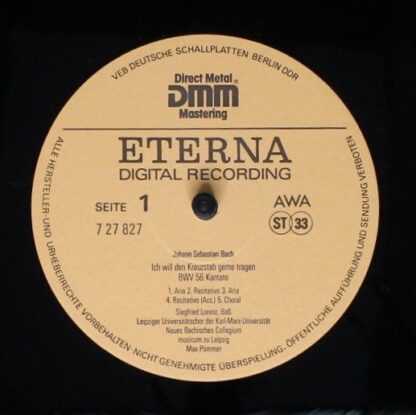 VEB DEUTSCHE SCHALLPLATTEN BERLIN DDR
Direct Metal
DMM
Mastering
ETERNA
DIGITAL RECORDING
SEITE 1
AWA
7 27 827
ST 33
Johann Sebastian Bach
Ich will den Kreuzstab gerne tragen
BWV 56 Kantate
1. Aria 2. Recitativo 3. Aria
4. Recitativo (Acc.) 5. Choral
Siegfried Lorenz, Baß
Leipziger Universitätschor der Karl-Marx-Universität
Neues Bachisches Collegium
musicum zu Leipzig
Max Pommer
ALLE HERSTELLER-UND URHEBERRECHTE VORBEHALTEN · NICHT GENEHMIGTE ÜBERSPIELUNG, ÖFFENTLICHE AUFFÜHRUNG UND SENDUNG VERBOTEN